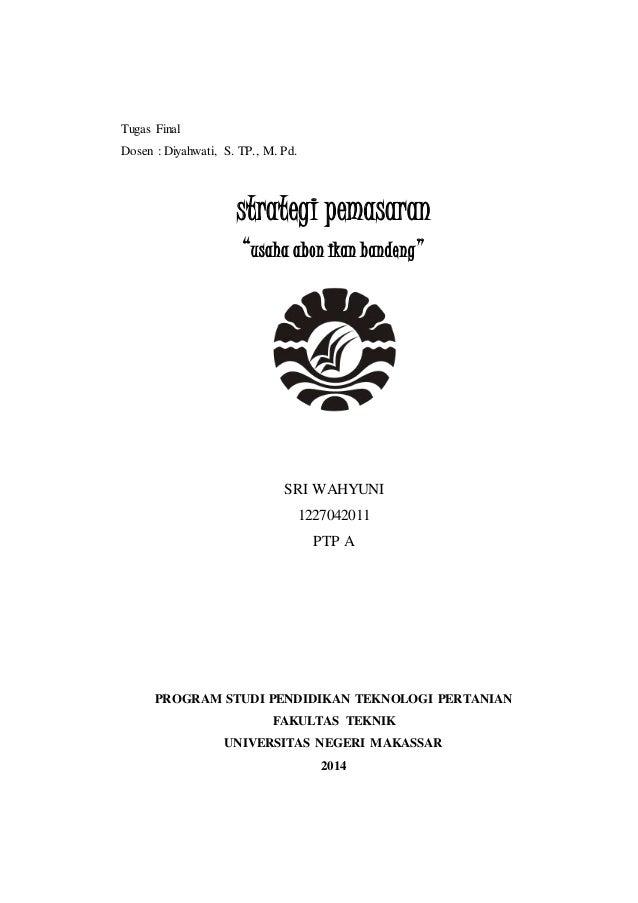 Tugas Final
Dosen : Diyahwati, S. TP., M. Pd.
strategi pemasaran
“usaha abon ikan bandeng”
SRI WAHYUNI
1227042011
PTP A
PROGRAM STUDI PENDIDIKAN TEKNOLOGI PERTANIAN
FAKULTAS TEKNIK
UNIVERSITAS NEGERI MAKASSAR
2014